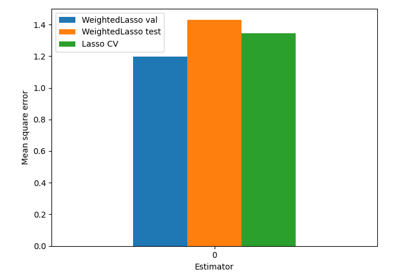 WeightedLasso val
WeightedLasso test
Lasso CV
1.4
1.2
1.0
0.8
0.6
0.4
0.2
0.0
Mean square error
0
Estimator